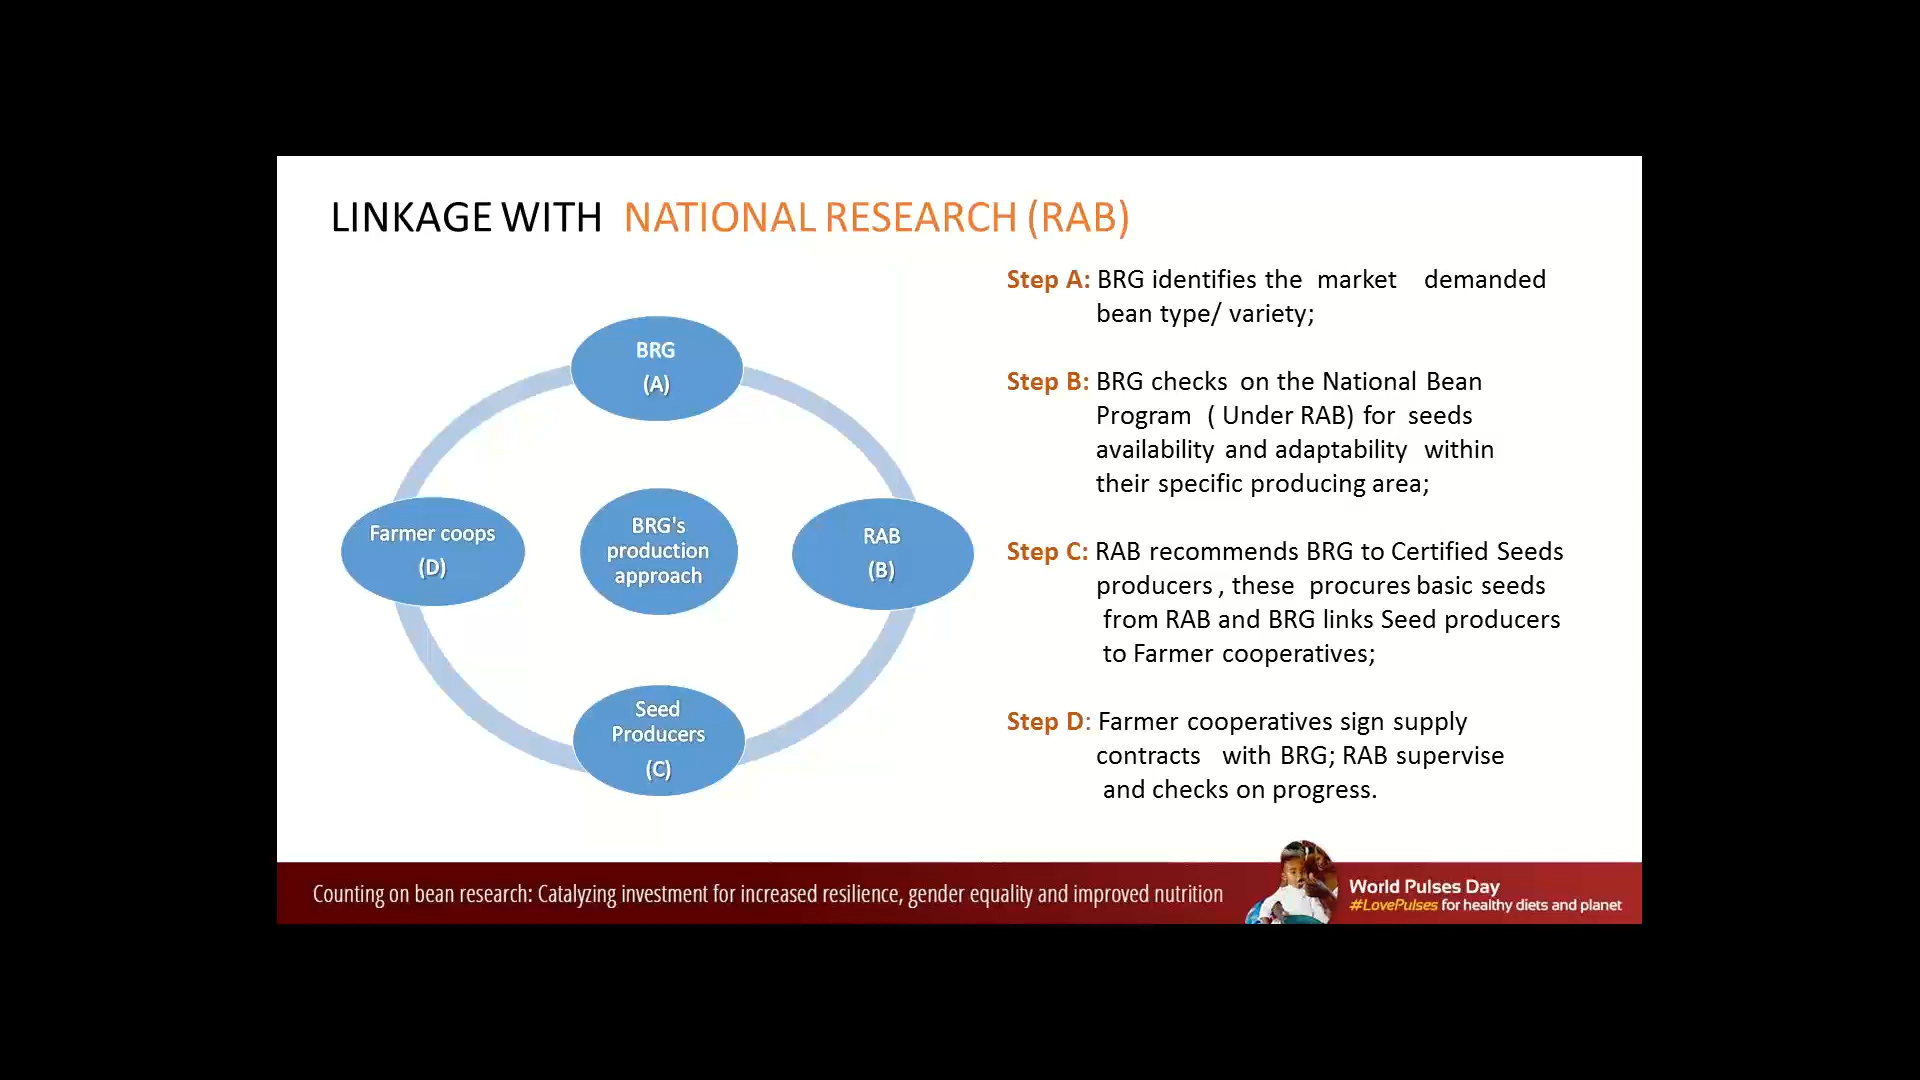 LINKAGE WITH NATIONAL RESEARCH (RAB)
BRG
(A)
Farmer coops
(D)
BRG's
production
approach
RAB
(B)
Seed
Producers
(C)
Step A: BRG identifies the market demanded
bean type/ variety;
Step B: BRG checks on the National Bean
Program ( Under RAB) for seeds
availability and adaptability within
their specific producing area;
Step C: RAB recommends BRG to Certified Seeds
producers , these procures basic seeds
from RAB and BRG links Seed producers
to Farmer cooperatives;
Step D: Farmer cooperatives sign supply
contracts with BRG; RAB supervise
and checks on progress.
Counting on bean research: Catalyzing investment for increased resilience, gender equality and improved nutrition
World Pulses Day
#LovePulses for healthy diets and planet